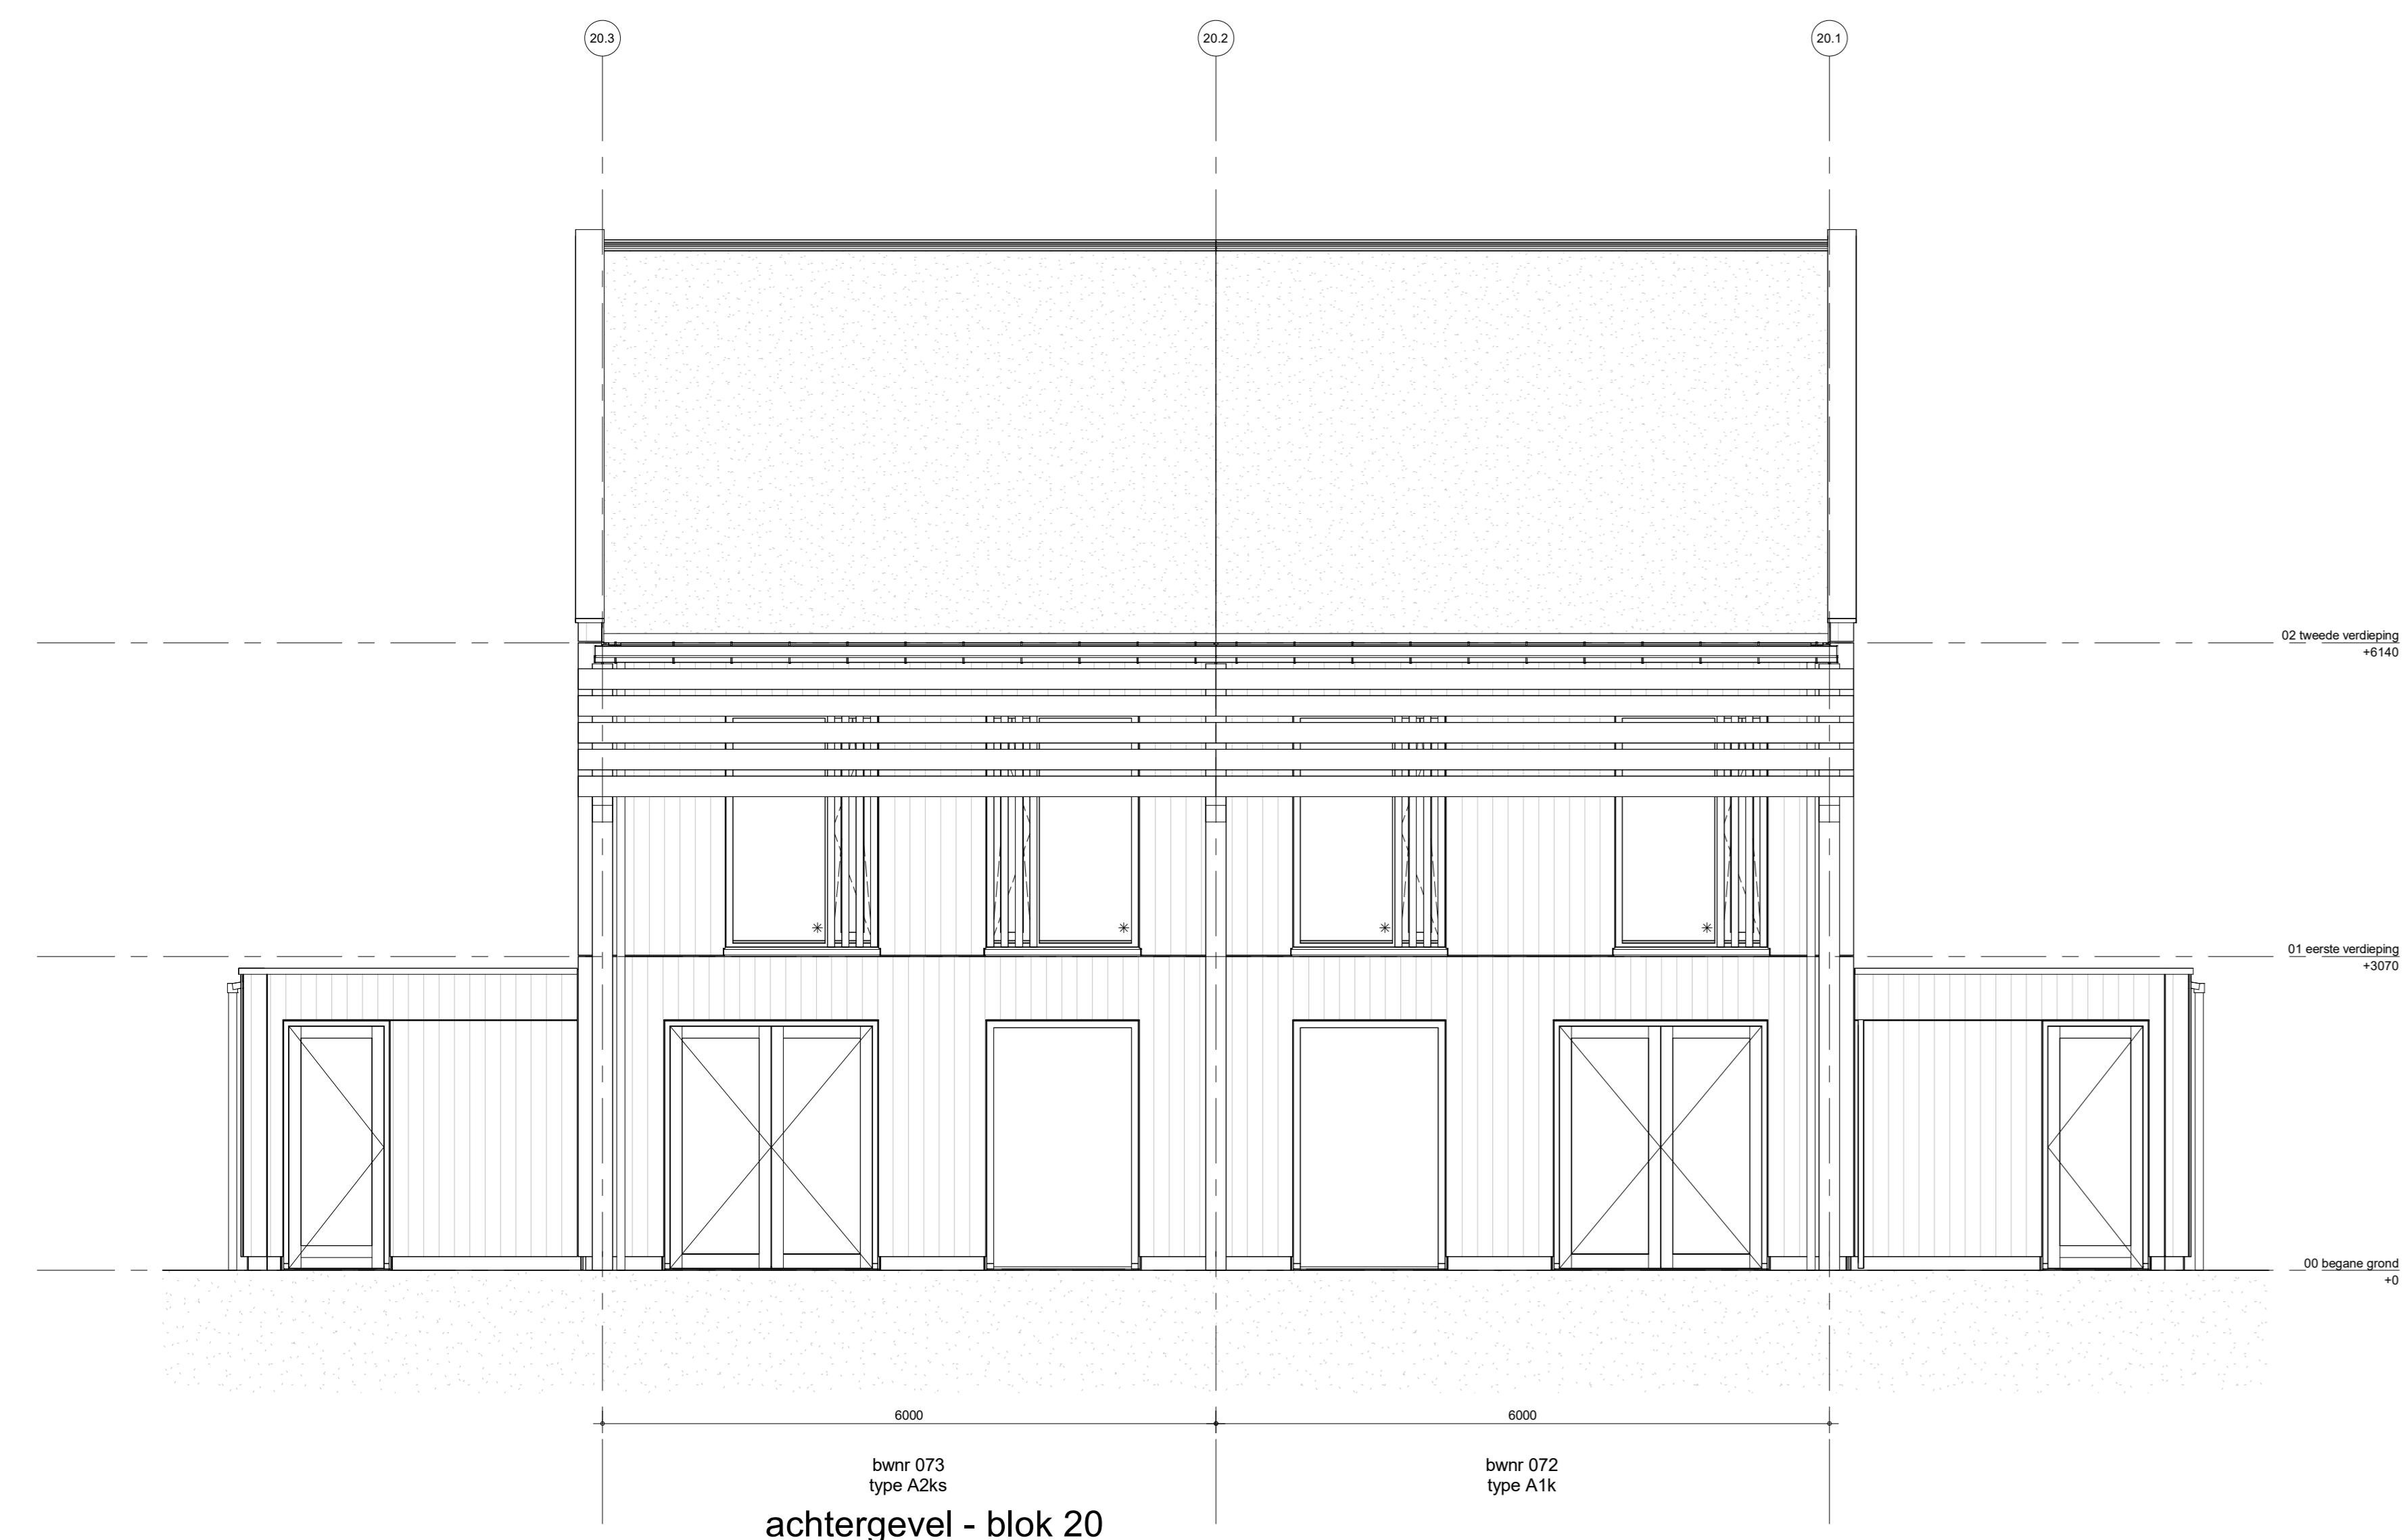 20.3
20.2
20.1
02 tweede verdieping
+6140
01 eerste verdieping
+3070
00 begane grond
+0
6000
6000
bwnr 073
type A2ks
bwnr 072
type A1k
achtergevel - blok 20